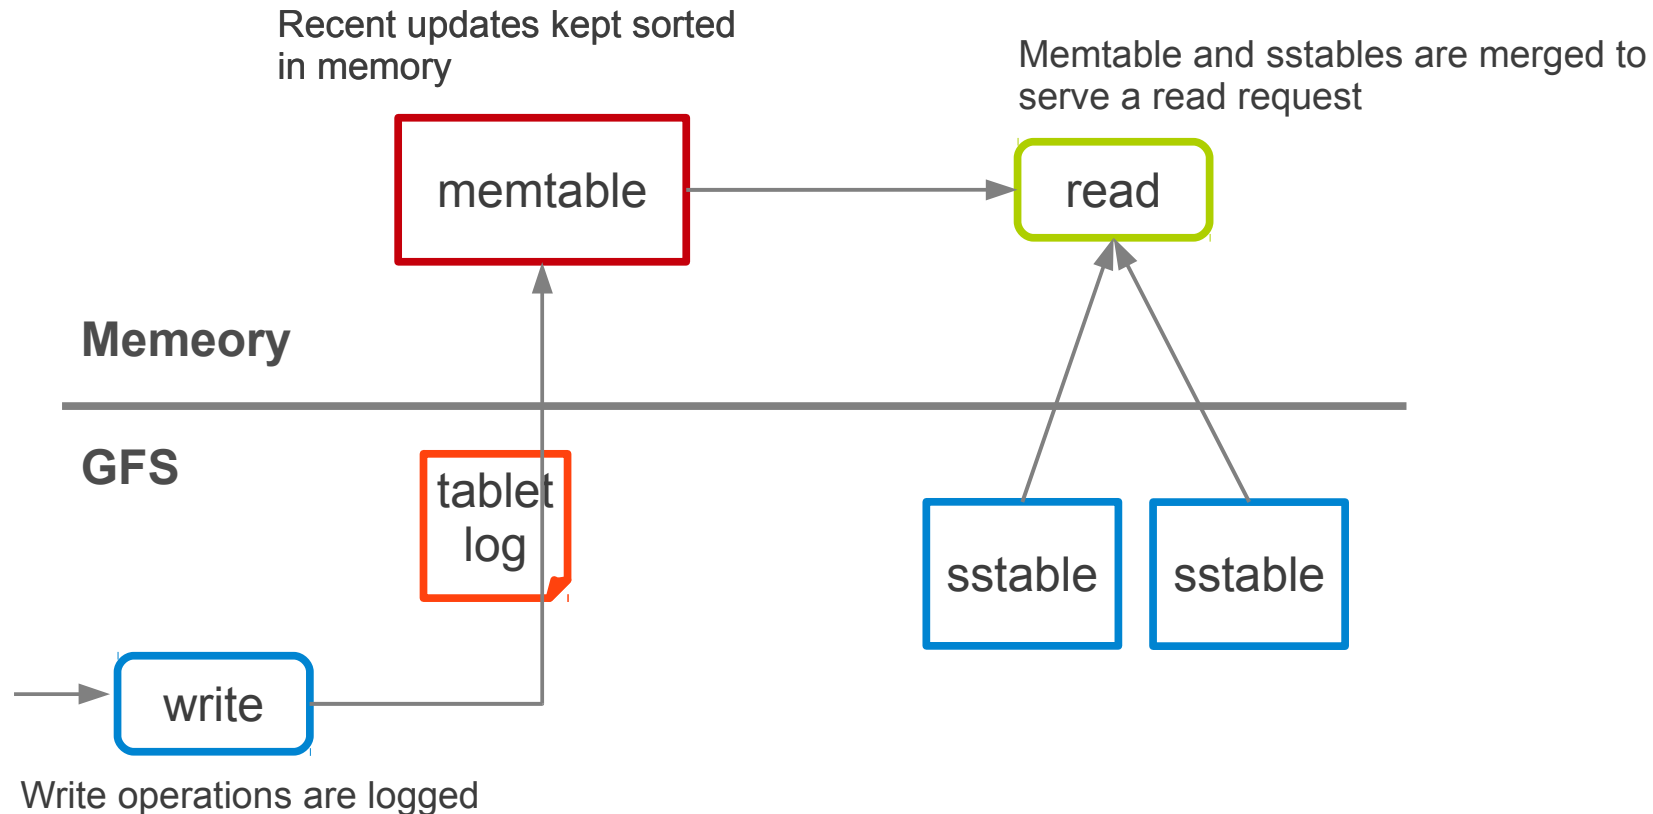 Recent updates kept sorted
in memory
Memtable and sstables are merged to
serve a read request
memtable
read
Memeory
GFS
tablet
log
sstable
sstable
write
Write operations are logged